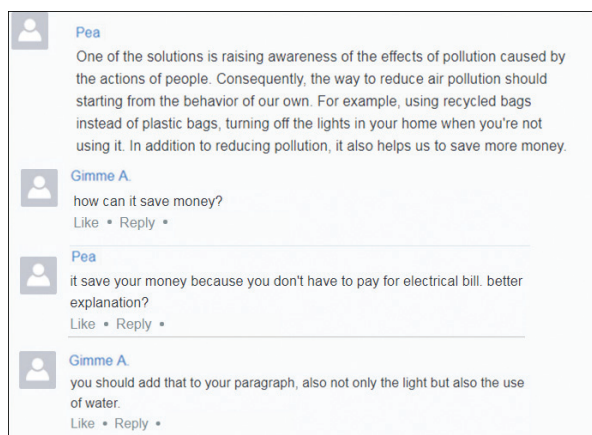 Pea
One of the solutions is raising awareness of the effects of pollution caused by
the actions of people. Consequently, the way to reduce air pollution should
starting from the behavior of our own. For example, using recycled bags
instead of plastic bags, turning off the lights in your home when you're not
using it. In addition to reducing pollution, it also helps us to save more money.
Gimme A.
how can it save money?
Like • Reply •
Pea
it save your money because you don't have to pay for electrical bill. better
explanation?
Like • Reply •
Gimme A.
you should add that to your paragraph, also not only the light but also the use
of water.
Like • Reply •